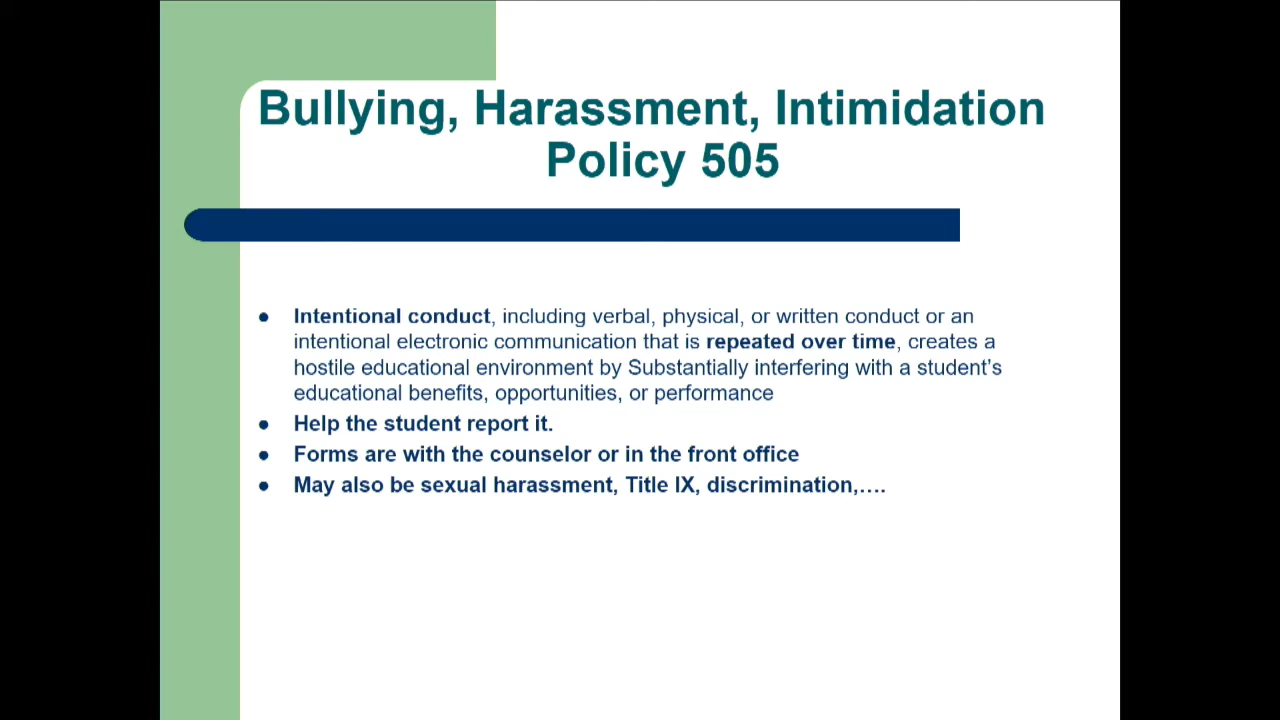 Bullying, Harassment, Intimidation
Policy 505
● Intentional conduct, including verbal, physical, or written conduct or an
intentional electronic communication that is repeated over time, creates a
hostile educational environment by Substantially interfering with a student’s
educational benefits, opportunities, or performance
● Help the student report it.
● Forms are with the counselor or in the front office
● May also be sexual harassment, Title IX, discrimination,….